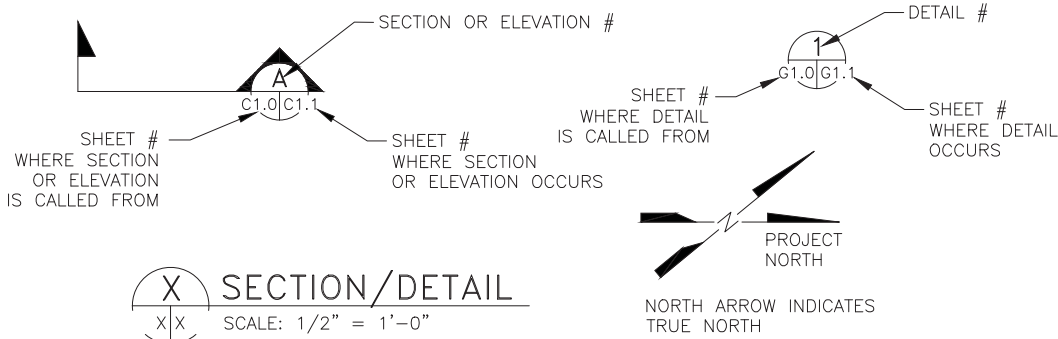 SECTION OR ELEVATION #
A
C1.0 C1.1
SHEET #
WHERE SECTION
OR ELEVATION
IS CALLED FROM
SHEET #
WHERE SECTION
OR ELEVATION OCCURS
DETAIL #
1
G1.0 G1.1
SHEET #
WHERE DETAIL
IS CALLED FROM
SHEET #
WHERE DETAIL
OCCURS
N
PROJECT
NORTH
NORTH ARROW INDICATES
TRUE NORTH
X SECTION/DETAIL
X X SCALE: 1/2" = 1'-0"